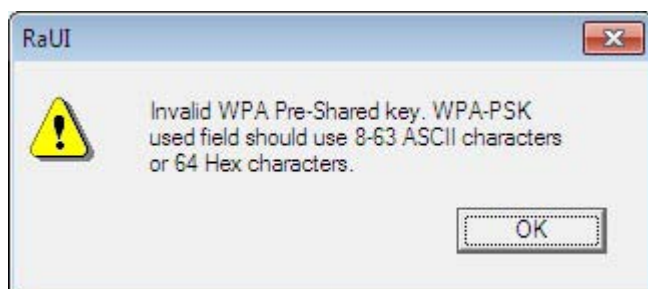 RaUI
Invalid WPA Pre-Shared key. WPA-PSK
used field should use 8-63 ASCII characters
or 64 Hex characters.
OK